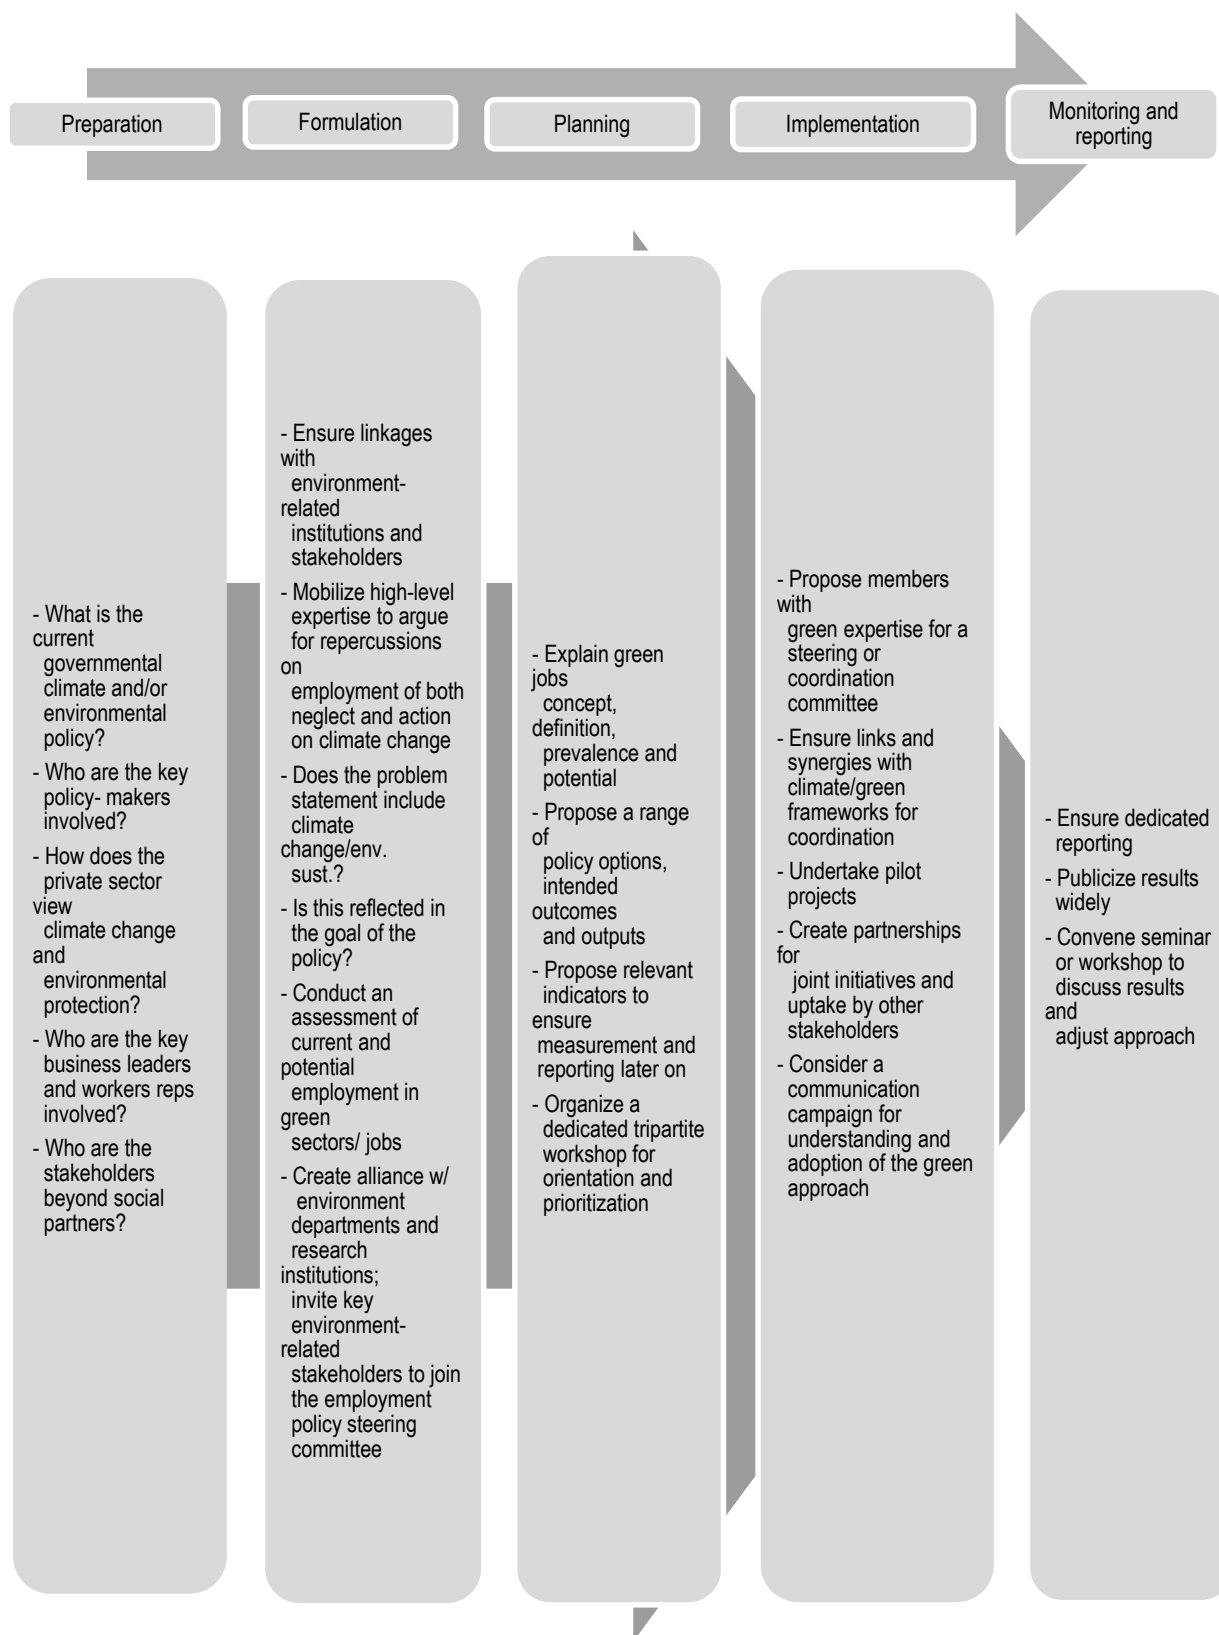 Preparation
Formulation
Planning
Implementation
Monitoring and
reporting
- What is the
current
governmental
climate and/or
environmental
policy?
- Who are the key
policy- makers
involved?
- How does the
private sector
view
climate change
and
environmental
protection?
- Who are the key
business leaders
and workers reps
involved?
- Who are the
stakeholders
beyond social
partners?
- Ensure linkages
with
environment-
related
institutions and
stakeholders
- Mobilize high-level
expertise to argue
for repercussions
on
employment of both
neglect and action
on climate change
- Does the problem
statement include
climate
change/env.
sust.?
- Is this reflected in
the goal of the
policy?
- Conduct an
assessment of
current and
potential
employment in
green
sectors/ jobs
- Create alliance w/
environment
departments and
research
institutions;
invite key
environment-
related
stakeholders to join
the employment
policy steering
committee
- Explain green
jobs
concept,
definition,
prevalence and
potential
- Propose a range
of
policy options,
intended
outcomes
and outputs
- Propose relevant
indicators to
ensure
measurement and
reporting later on
- Organize a
dedicated tripartite
workshop for
orientation and
prioritization
- Propose members
with
green expertise for a
steering or
coordination
committee
- Ensure links and
synergies with
climate/green
frameworks for
coordination
- Undertake pilot
projects
- Create partnerships
for
joint initiatives and
uptake by other
stakeholders
- Consider a
communication
campaign for
understanding and
adoption of the green
approach
- Ensure dedicated
reporting
- Publicize results
widely
- Convene seminar
or workshop to
discuss results
and
adjust approach